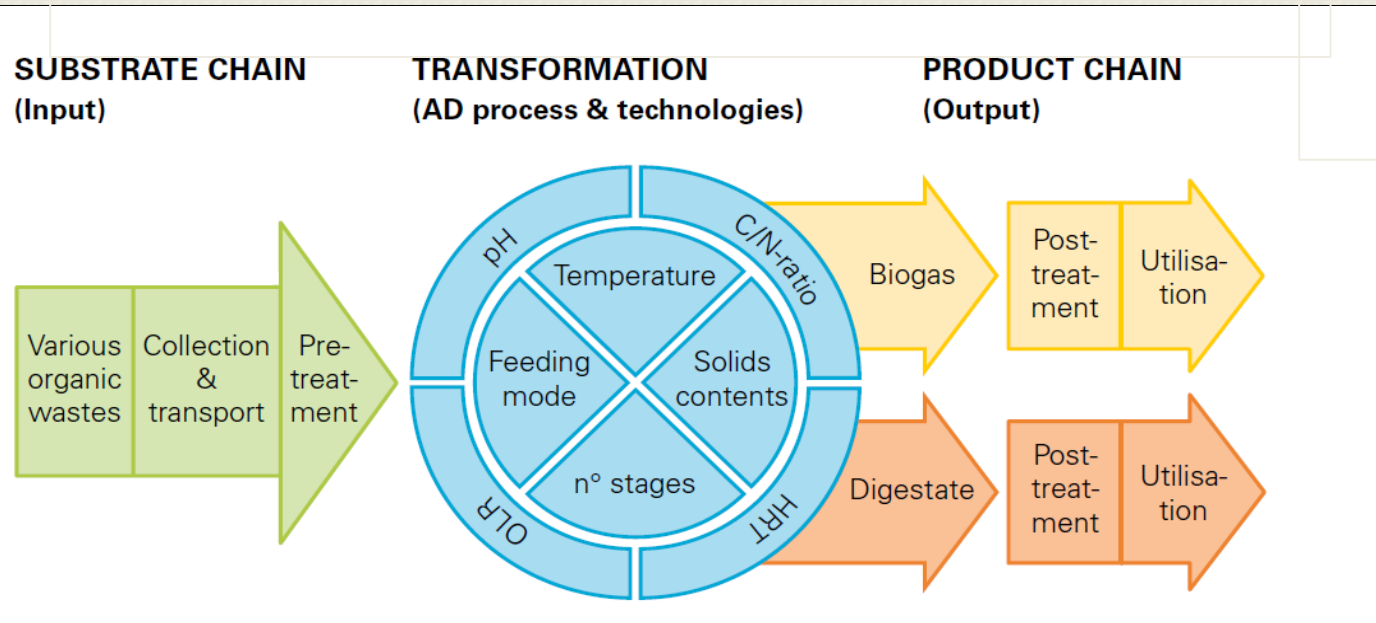 SUBSTRATE CHAIN
(Input)
TRANSFORMATION
(AD process & technologies)
PRODUCT CHAIN
(Output)
Various
organic
wastes
Collection
&
transport
Pre-
treat-
ment
pH
C/N-ratio
OLR
HRT
Temperature
Feeding
mode
Solids
contents
n° stages
Biogas
Post-
treat-
ment
Utilisa-
tion
Digestate
Post-
treat-
ment
Utilisa-
tion